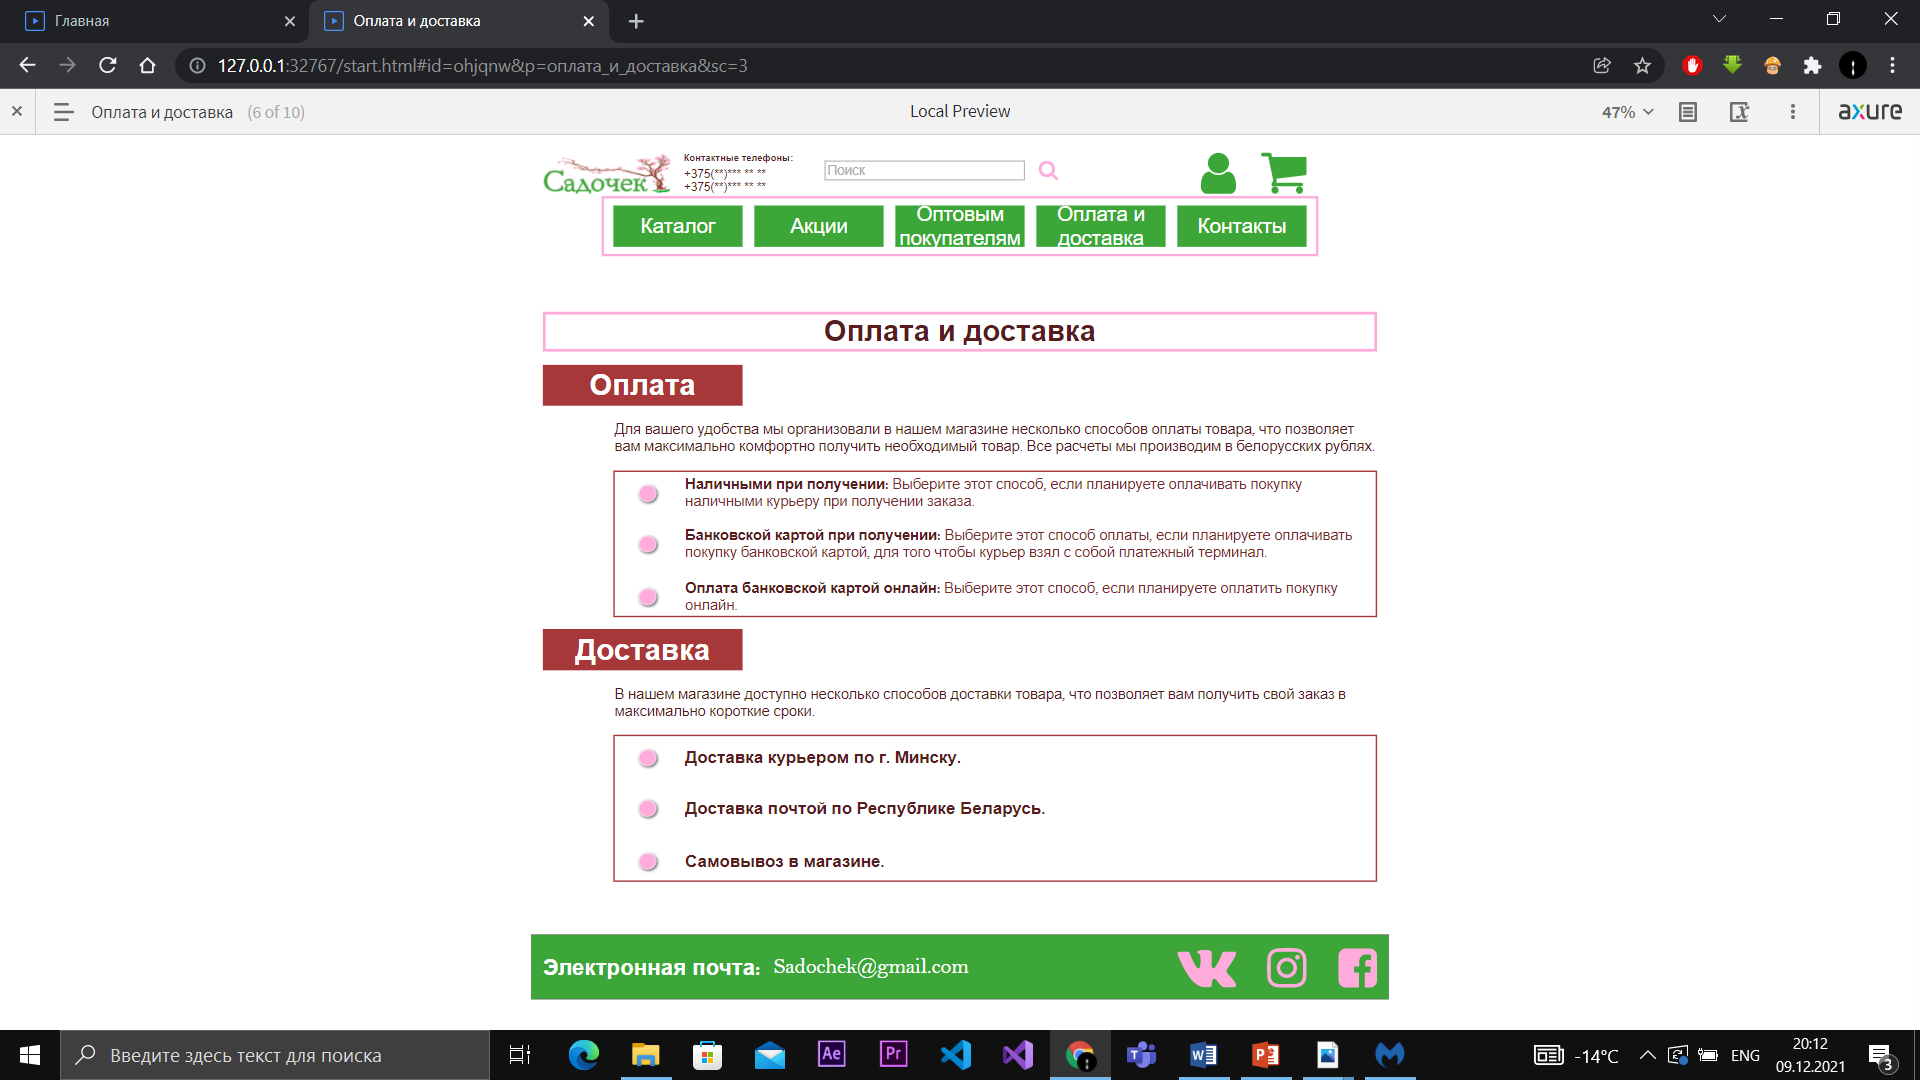 Главная
Оплата и доставка
127.0.0.1:32767/start.html#id=ohjqnw&p=оплата_и_доставка&sc=3
Оплата и доставка (6 of 10)
Local Preview
47%
axure
Садочек
Контактные телефоны:
+375(**)*** ** **
+375(**)*** ** **
Поиск
Каталог
Акции
Оптовым
покупателям
Оплата и
доставка
Контакты
Оплата и доставка
Оплата
Для вашего удобства мы организовали в нашем магазине несколько способов оплаты товара, что позволяет
вам максимально комфортно получить необходимый товар. Все расчеты мы производим в белорусских рублях.
Наличными при получении: Выберите этот способ, если планируете оплачивать покупку
наличными курьеру при получении заказа.
Банковской картой при получении: Выберите этот способ оплаты, если планируете оплачивать
покупку банковской картой, для того чтобы курьер взял с собой платежный терминал.
Оплата банковской картой онлайн: Выберите этот способ, если планируете оплатить покупку
онлайн.
Доставка
В нашем магазине доступно несколько способов доставки товара, что позволяет вам получить свой заказ в
максимально короткие сроки.
Доставка курьером по г. Минску.
Доставка почтой по Республике Беларусь.
Самовывоз в магазине.
Электронная почта: Sadochek@gmail.com
Введите здесь текст для поиска
Ae
Pr
-14°C
ENG
20:12
09.12.2021
3